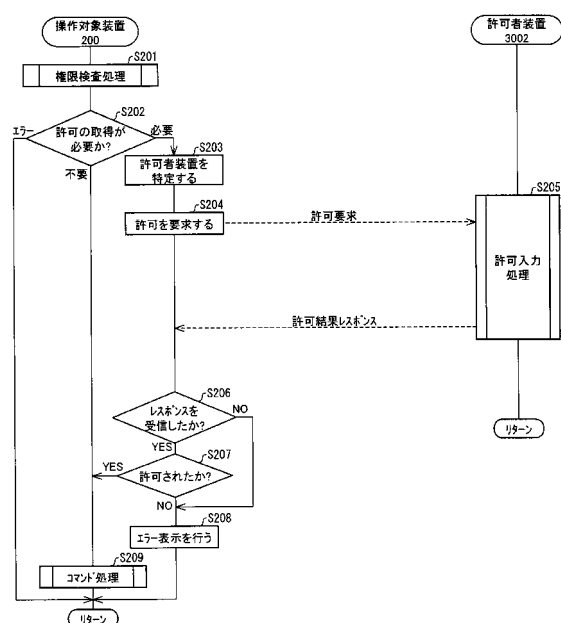 操作対象装置
200
許可者装置
3002
S201
権限検査処理
S202
エラー
許可の取得が
必要か?
必要
不要
S203
許可者装置を
特定する
S204
許可を要求する
許可要求
S205
許可入力
処理
許可結果レスポンス
S206
レスポンスを
受信したか?
NO
YES
S207
許可されたか?
YES
NO
S208
エラー表示を行う
S209
コマンド処理
リターン
リターン